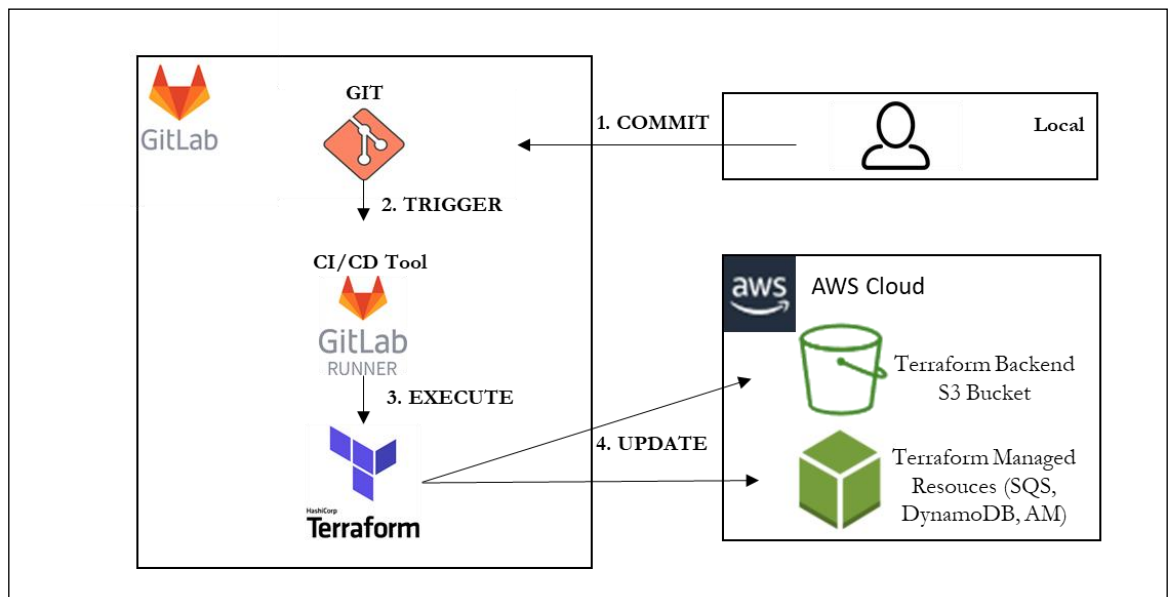 GitLab
GIT
1. COMMIT
Local
2. TRIGGER
CI/CD Tool
GitLab
RUNNER
3. EXECUTE
HashiCorp
Terraform
4. UPDATE
aws
AWS Cloud
Terraform Backend
S3 Bucket
Terraform Managed
Resouces (SQS,
DynamoDB, AM)